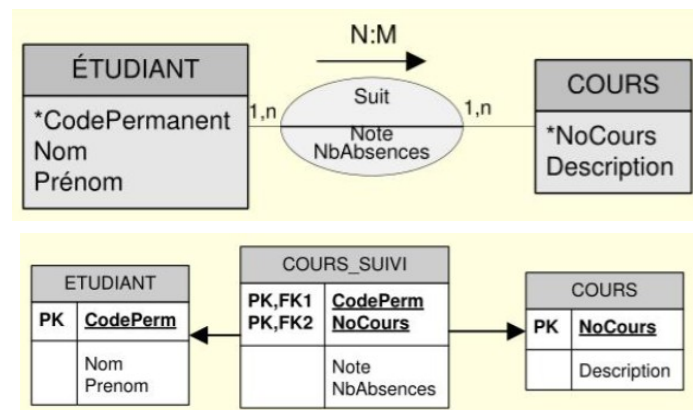 N:M
ÉTUDIANT
*CodePermanent
Nom
Prénom
1,n
Suit
Note
NbAbsences
1,n
COURS
*NoCours
Description
ETUDIANT
PK CodePerm
Nom
Prenom
COURS_SUIVI
PK,FK1 CodePerm
PK,FK2 NoCours
Note
NbAbsences
COURS
PK NoCours
Description